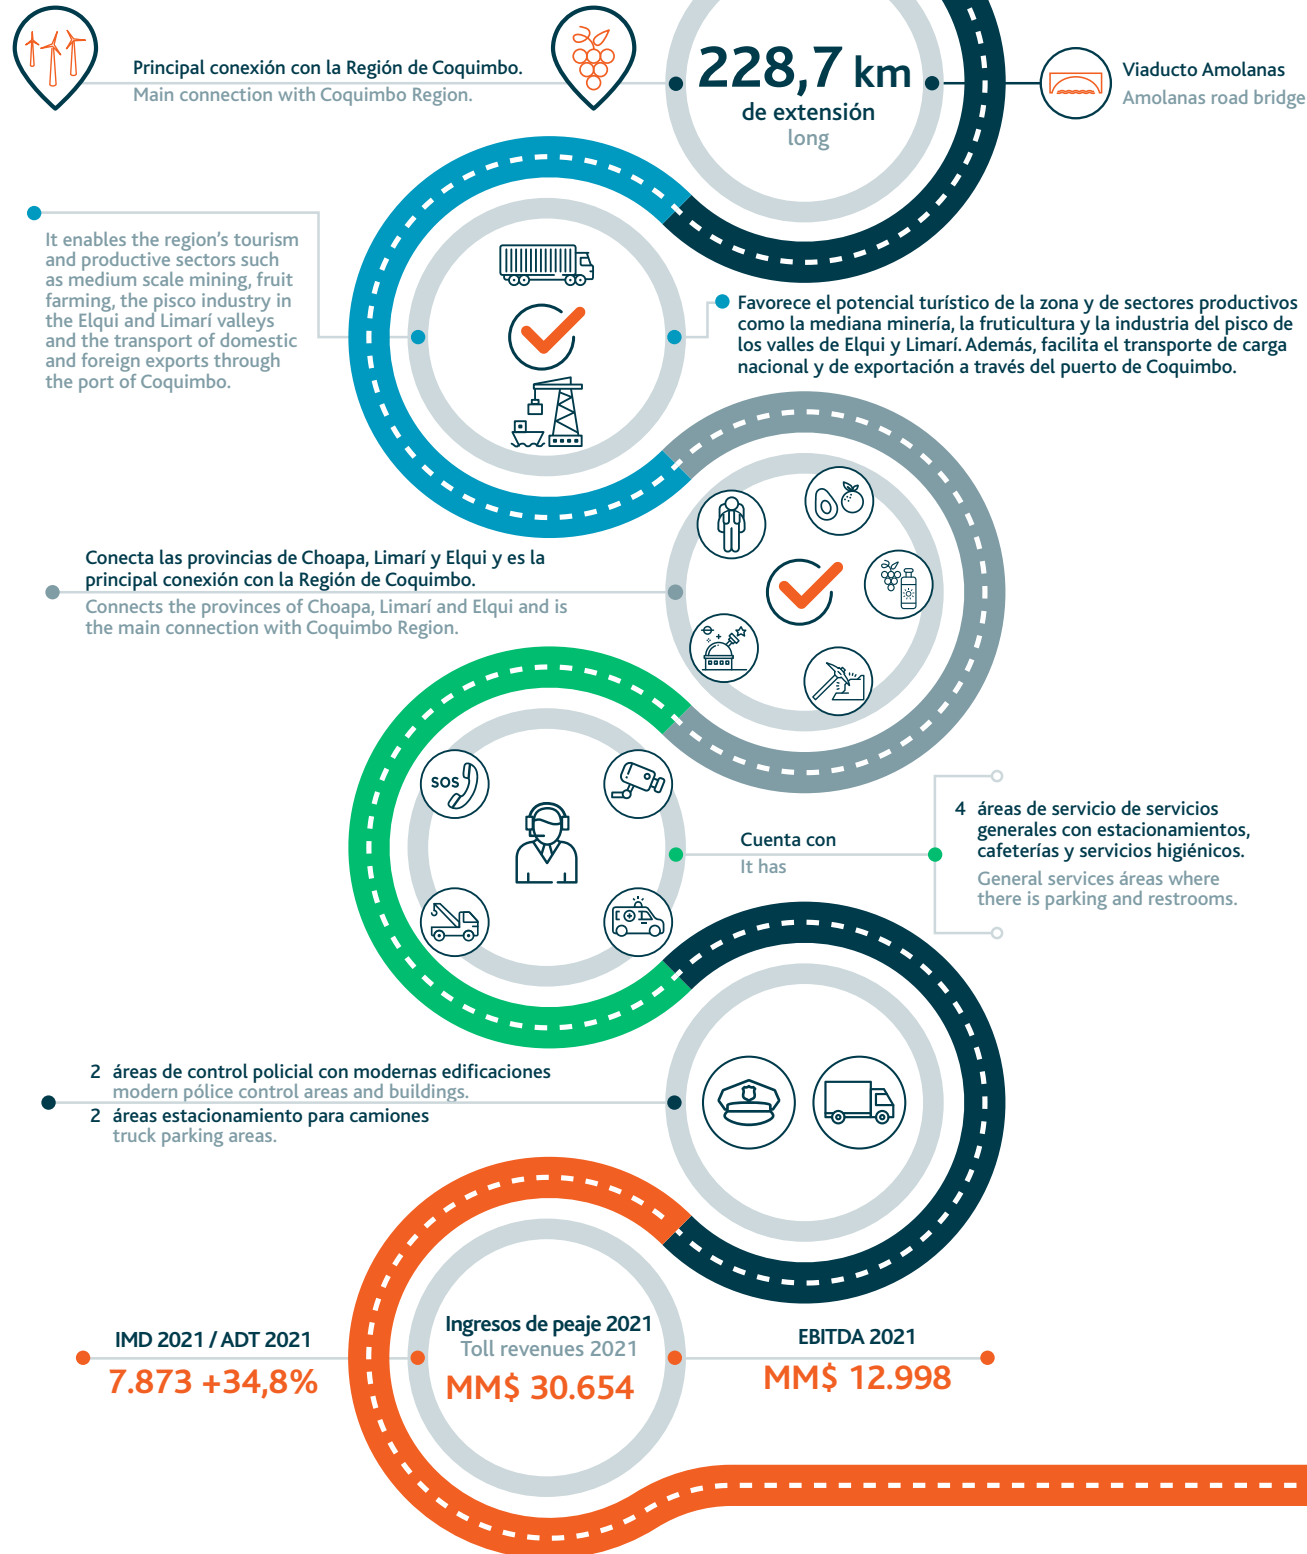 Principal conexión con la Región de Coquimbo.
Main connection with Coquimbo Region.
228,7 km
de extensión
long
Viaducto Amolanas
Amolanas road bridge
It enables the region's tourism
and productive sectors such
as medium scale mining, fruit
farming, the pisco industry in
the Elqui and Limarí valleys
and the transport of domestic
and foreign exports through
the port of Coquimbo.
Favorece el potencial turístico de la zona y de sectores productivos
como la mediana minería, la fruticultura y la industria del pisco de
los valles de Elqui y Limarí. Además, facilita el transporte de carga
nacional y de exportación a través del puerto de Coquimbo.
Conecta las provincias de Choapa, Limarí y Elqui y es la
principal conexión con la Región de Coquimbo.
Connects the provinces of Choapa, Limarí and Elqui and is
the main connection with Coquimbo Region.
SOS
Cuenta con
It has
4 áreas de servicio de servicios
generales con estacionamientos,
cafeterías y servicios higiénicos.
General services áreas where
there is parking and restrooms.
2 áreas de control policial con modernas edificaciones
modern pólice control areas and buildings.
2 áreas estacionamiento para camiones
truck parking areas.
IMD 2021 / ADT 2021
7.873 +34,8%
Ingresos de peaje 2021
Toll revenues 2021
MM$ 30.654
EBITDA 2021
MM$ 12.998